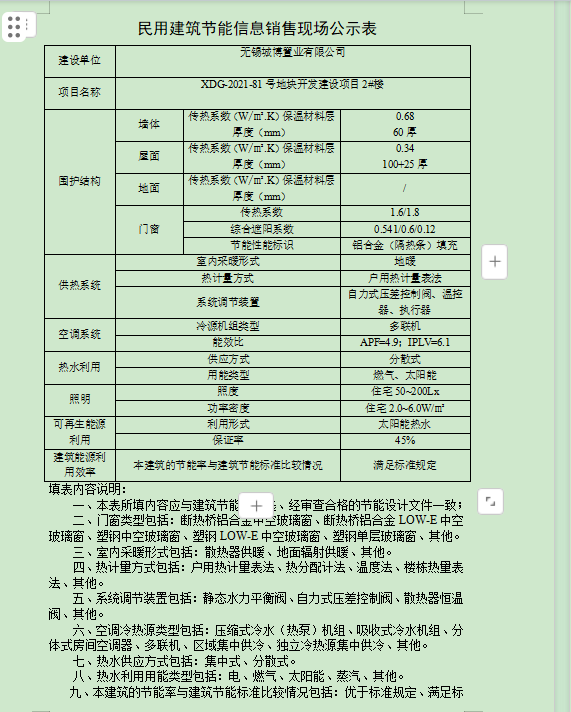 民用建筑节能信息销售现场公示表
建设单位
无锡坡博置业有限公司
项目名称
XDG-2021-81 号地块开发建设项目 2#楼
围护结构
墙体
传热系数（W/㎡.K）保温材料层
厚度（mm）
0.68
60 厚
屋面
传热系数（W/㎡.K）保温材料层
厚度（mm）
0.34
100+25 厚
地面
传热系数（W/㎡.K）保温材料层
厚度（mm）
/
门窗
传热系数
1.6/1.8
综合遮阳系数
0.541/0.6/0.12
节能性能标识
铝合金（隔热条）填充
供热系统
室内采暖形式
地暖
热计量方式
户用热计量表法
系统调节装置
自力式压差控制阀、温控
器、执行器
空调系统
冷源机组类型
多联机
能效比
APF=4.9；IPLV=6.1
热水利用
供应方式
分散式
用能类型
燃气、太阳能
照明
照度
住宅 50~200Lx
功率密度
住宅 2.0~6.0W/㎡
可再生能源
利用
利用形式
太阳能热水
保证率
45%
建筑能源利
用效率
本建筑的节能率与建筑节能标准比较情况
满足标准规定
填表内容说明：
一、本表所填内容应与建筑节能 、经审查合格的节能设计文件一致；
二、门窗类型包括：断热桥铝合金中空玻璃窗、断热桥铝合金 LOW-E 中空
玻璃窗、塑钢中空玻璃窗、塑钢 LOW-E 中空玻璃窗、塑钢单层玻璃窗、其他。
三、室内采暖形式包括：散热器供暖、地面辐射供暖、其他。
四、热计量方式包括：户用热计量表法、热分配计法、温度法、楼栋热量表
法、其他。
五、系统调节装置包括：静态水力平衡阀、自力式压差控制阀、散热器恒温
阀、其他。
六、空调冷热源类型包括：压缩式冷水（热泵）机组、吸收式冷水机组、分
体式房间空调器、多联机、区域集中供冷、独立冷热源集中供冷、其他。
七、热水供应方式包括：集中式、分散式。
八、热水利用用能类型包括：电、燃气、太阳能、蒸汽、其他。
九、本建筑的节能率与建筑节能标准比较情况包括：优于标准规定、满足标